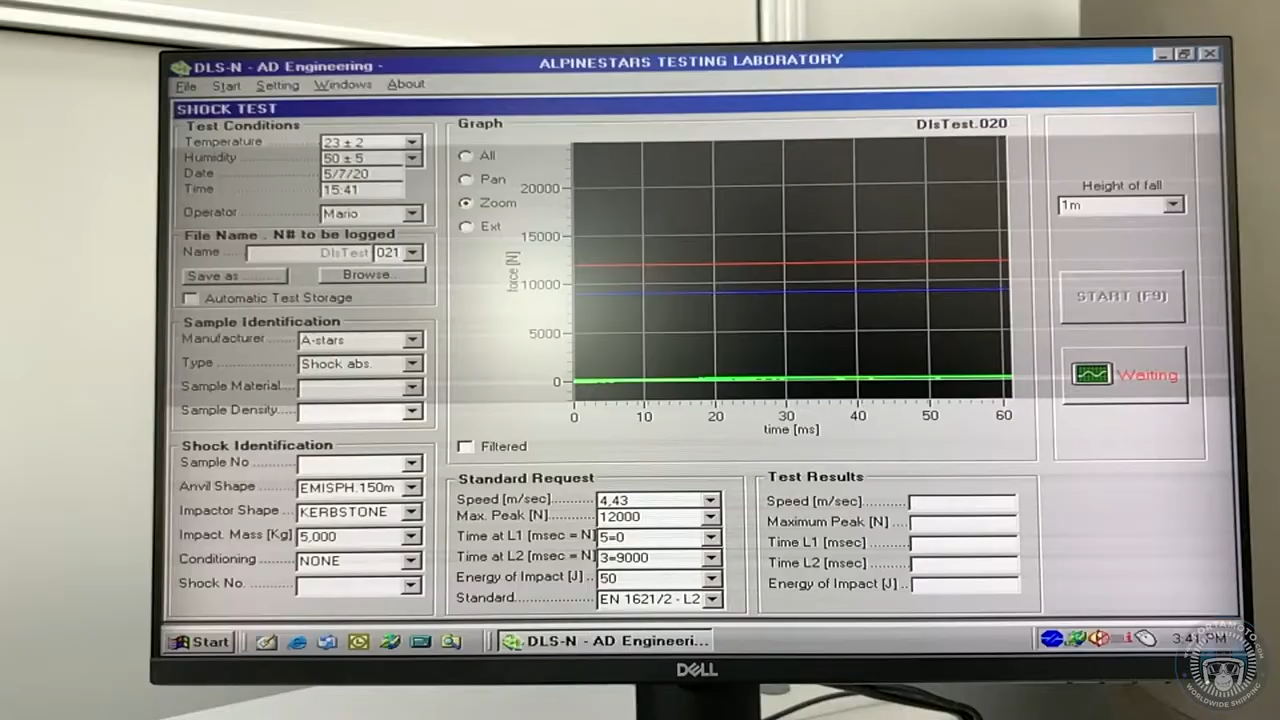 DLS-N - AD Engineering -
ALPINESTARS TESTING LABORATORY
File Start Setting Windows About
SHOCK TEST
Test Conditions
Temperature 23 ± 2
Humidity 50 ± 5
Date 5/7/20
Time 15:41
Operator Mario
File Name . N# to be logged
Name DlsTest 021
Save as
Browse..
Automatic Test Storage
Sample Identification
Manufacturer A-stars
Type Shock abs.
Sample Material
Sample Density
Shock Identification
Sample No
Anvil Shape EMISPH.150m
Impactor Shape KERBSTONE
Impact. Mass [Kg] 5,000
Conditioning NONE
Shock No.
Graph
DlsTest.020
All
Pan
Zoom
Ext
force [N]
20000
15000
10000
5000
0
0 10 20 30 40 50 60
time [ms]
Filtered
Standard Request
Speed [m/sec] 4,43
Max. Peak [N] 12000
Time at L1 [msec = N] 5=0
Time at L2 [msec = N] 3=9000
Energy of Impact [J] 50
Standard EN 1621/2 - L2
Test Results
Speed [m/sec]
Maximum Peak [N]
Time L1 [msec]
Time L2 [msec]
Energy of Impact [J]
Height of fall
1m
START (F9)
Waiting
Start
DLS-N - AD Engineeri...
3:41 PM
DELL
WORLDWIDE SHIPPING